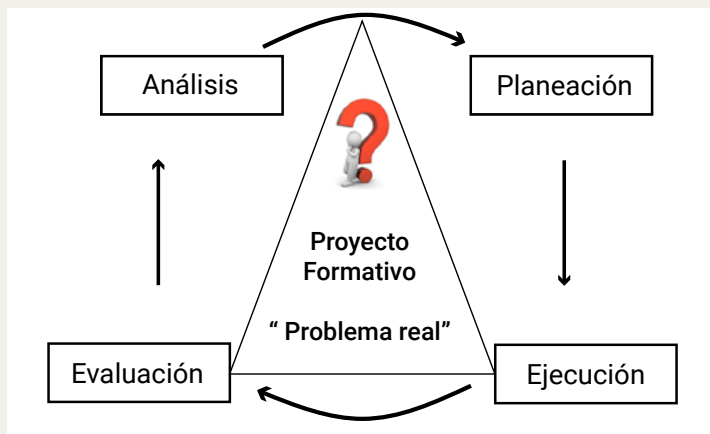 Análisis
Planeación
Proyecto
Formativo
“ Problema real”
Evaluación
Ejecución